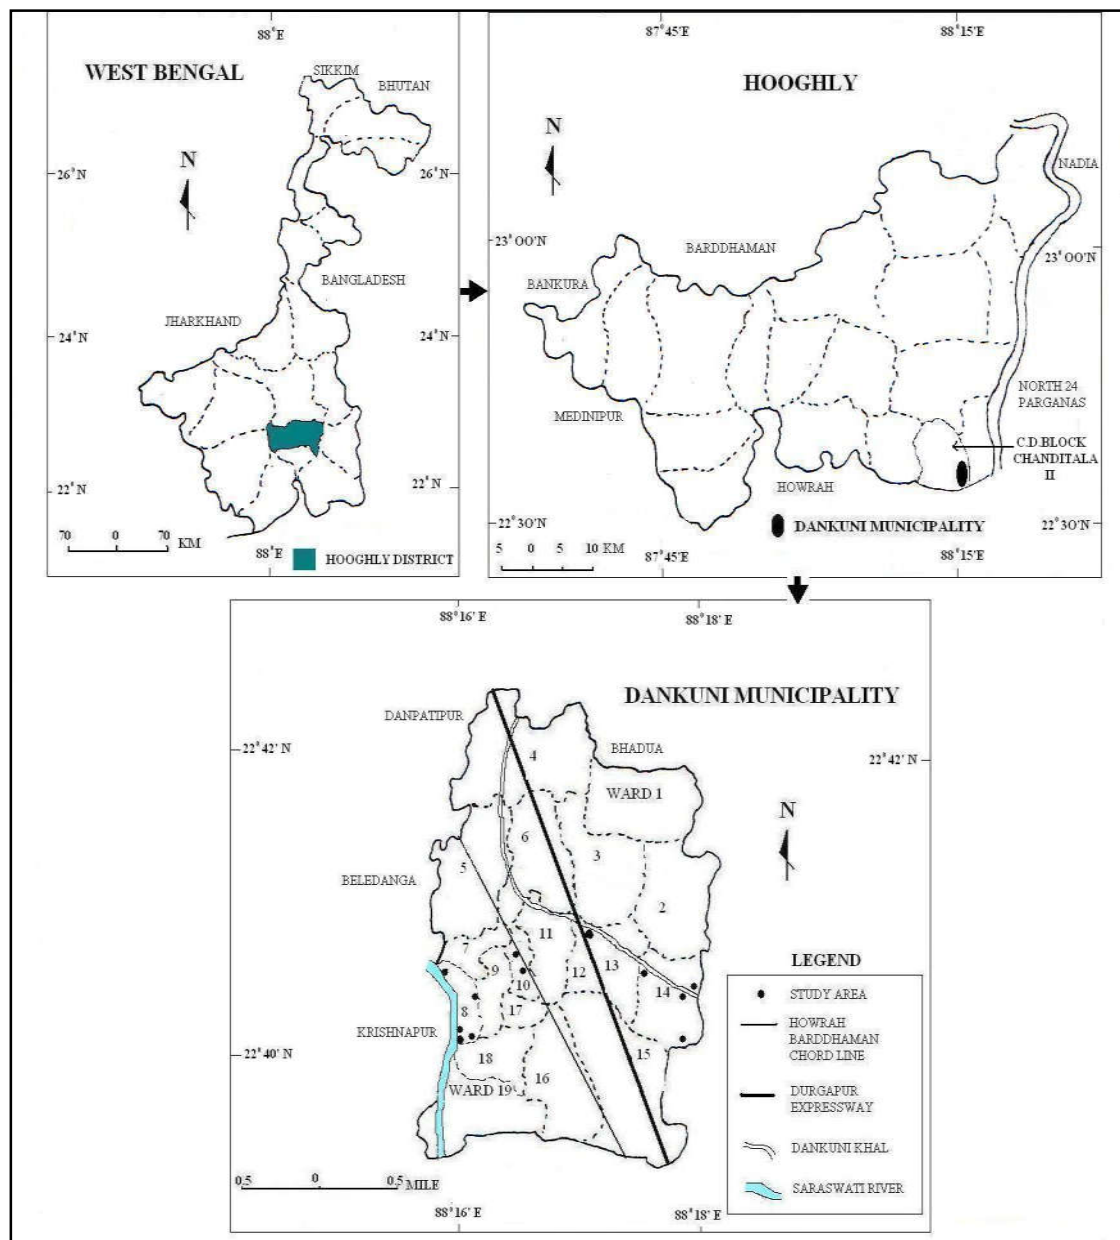 88°E
WEST BENGAL
SIKKIM
BHUTAN
N
26°N
26°N
BANGLADESH
JHARKHAND
24°N
24°N
22°N
22°N
70 0 70
KM
88°E
HOOGHLY DISTRICT
87°45'E
88°15'E
HOOGHLY
N
NADIA
23°00'N
BARDDHAMAN
23°00'N
BANKURA
MEDINIPUR
NORTH 24
PARGANAS
C.D.BLOCK
CHANDITALA
II
HOWRAH
22°30'N
DANKUNI MUNICIPALITY
22°30'N
5 0 5 10 KM
87°45'E
88°15'E
88°16' E
88°18' E
DANKUNI MUNICIPALITY
DANPATIPUR
BHADUA
22°42' N
22°42' N
4
WARD 1
N
6
3
5
BELEDANGA
2
11
7
9
13
12
10
14
8
17
KRISHNAPUR
18
15
22°40' N
22°40' N
16
WARD 19
LEGEND
STUDY AREA
HOWRAH
BARDDHAMAN
CHORD LINE
DURGAPUR
EXPRESSWAY
DANKUNI KHAL
SARASWATI RIVER
0.5 0 0.5
MILE
88°16' E
88°18' E